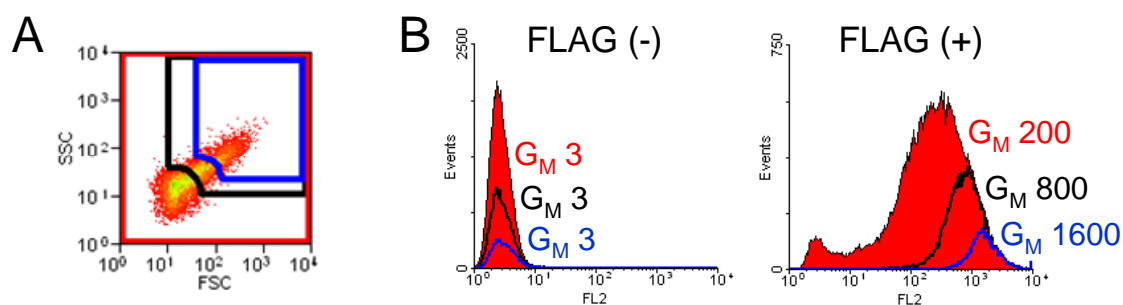 A
SSC
10⁴
10³
10²
10¹
10⁰
10⁰ 10¹ 10² 10³ 10⁴
FSC
B
FLAG (-)
2500
Events
0
G_M 3
G_M 3
G_M 3
10⁰ 10¹ 10² 10³ 10⁴
FL2
FLAG (+)
750
Events
0
G_M 200
G_M 800
G_M 1600
10⁰ 10¹ 10² 10³ 10⁴
FL2